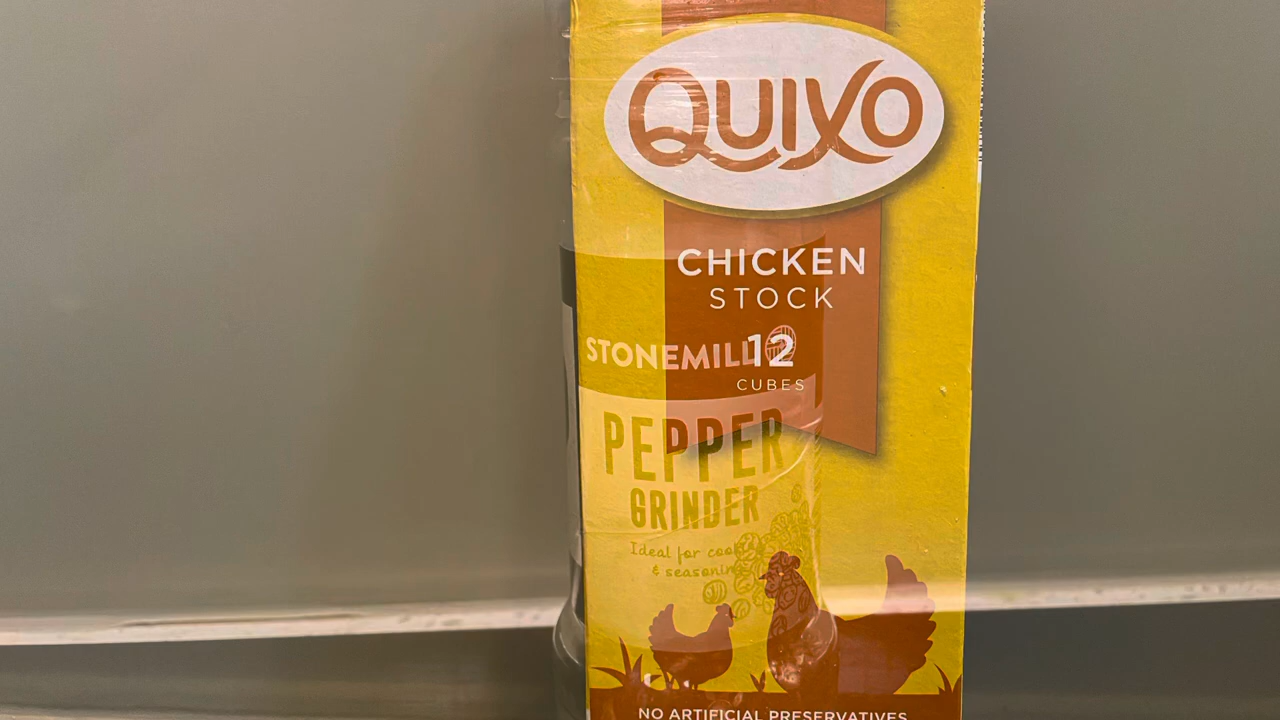 QUIXO
CHICKEN
STOCK
12
CUBES
STONEMILL
PEPPER
GRINDER
Ideal for
& seasoning
NO ARTIFICIAL PRESERVATIVES